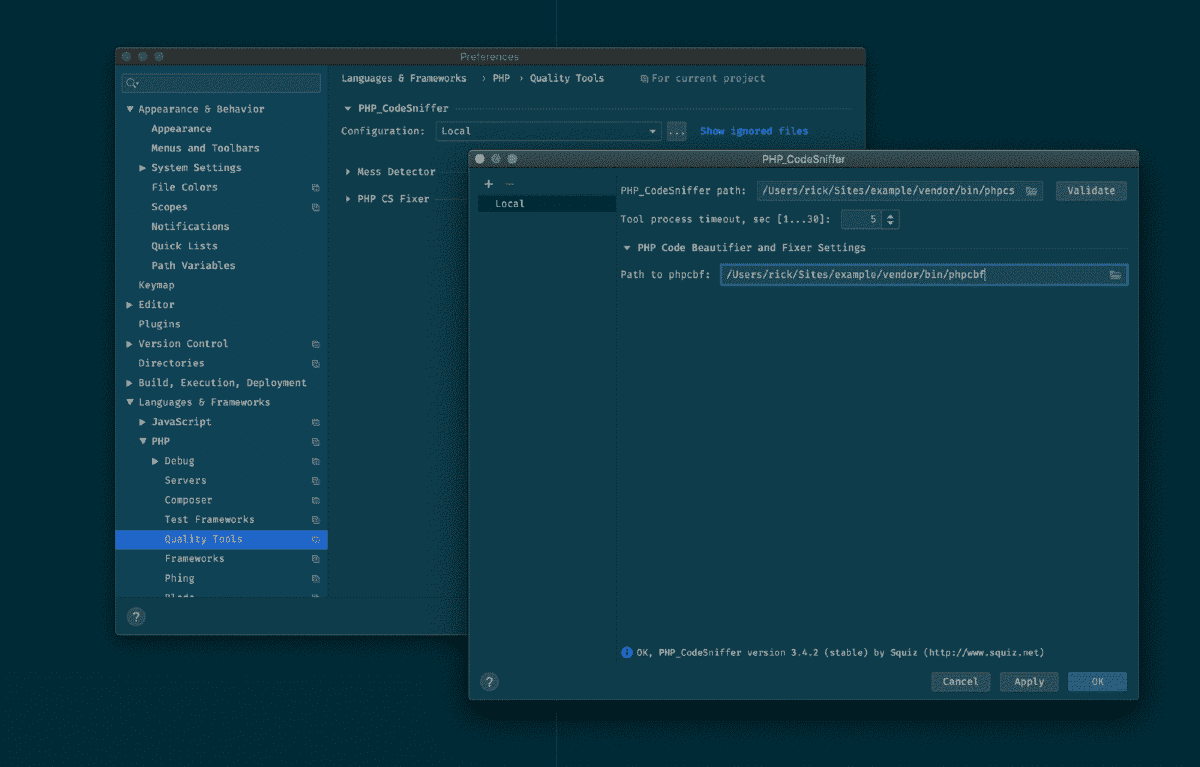 Preferences
Languages & Frameworks › PHP › Quality Tools For current project
Appearance & Behavior
Appearance
Menus and Toolbars
System Settings
File Colors
Scopes
Notifications
Quick Lists
Path Variables
Keymap
Editor
Plugins
Version Control
Directories
Build, Execution, Deployment
Languages & Frameworks
JavaScript
PHP
Debug
Servers
Composer
Test Frameworks
Quality Tools
Frameworks
Phing
?
PHP_CodeSniffer
Configuration: Local ... Show ignored files
Mess Detector
PHP CS Fixer
PHP_CodeSniffer
+ −
Local
PHP_CodeSniffer path: /Users/rick/Sites/example/vendor/bin/phpcs Validate
Tool process timeout, sec [1...30]: 5
PHP Code Beautifier and Fixer Settings
Path to phpcbf: /Users/rick/Sites/example/vendor/bin/phpcbf
OK, PHP_CodeSniffer version 3.4.2 (stable) by Squiz (http://www.squiz.net)
? Cancel Apply OK